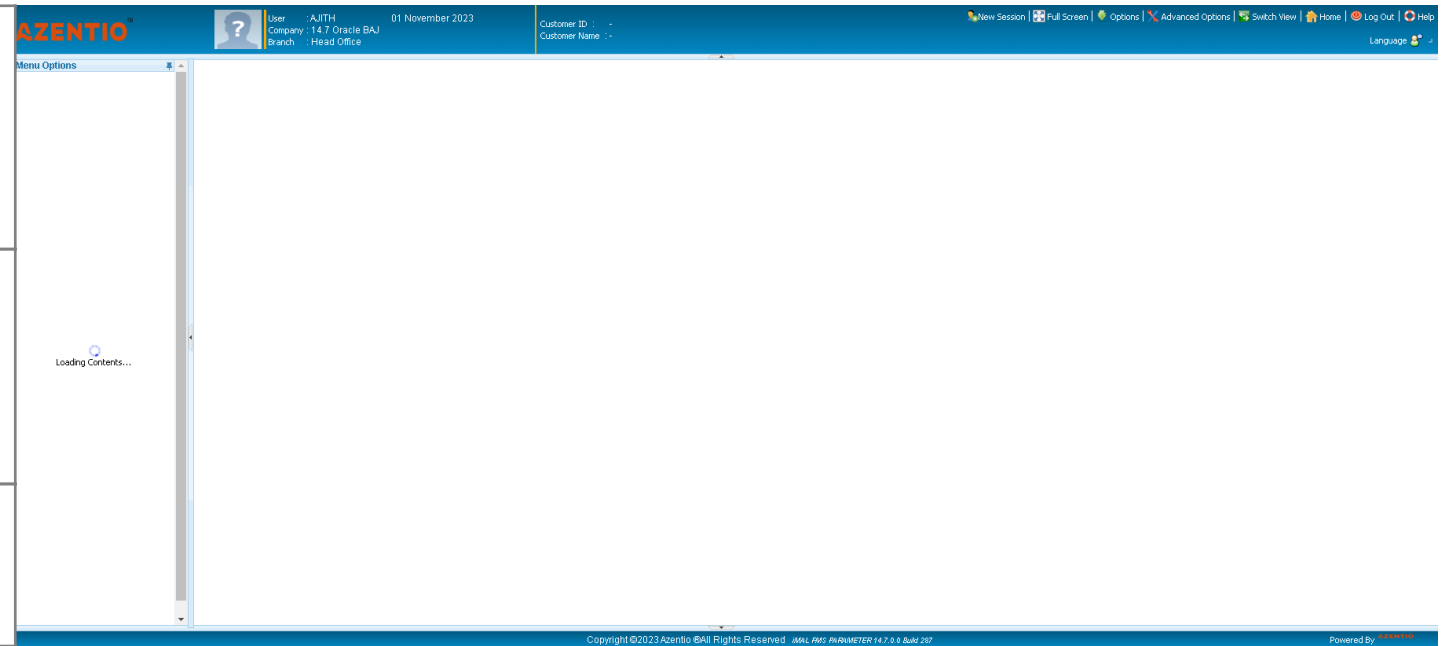 AZENTIO™
User : AJITH 01 November 2023
Company : 14.7 Oracle BAJ
Branch : Head Office
Customer ID : -
Customer Name : -
New Session | Full Screen | Options | Advanced Options | Switch View | Home | Log Out | Help
Language
Menu Options
Loading Contents...
Copyright ©2023 Azentio ®All Rights Reserved IMAL FMS PARAMETER 14.7.0.0 Build 287
Powered By AZENTIO